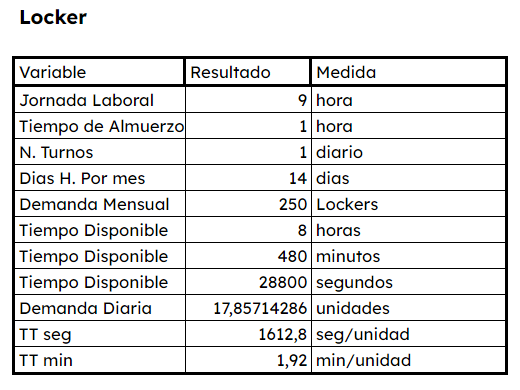 Locker
Variable Resultado Medida
Jornada Laboral 9 hora
Tiempo de Almuerzo 1 hora
N. Turnos 1 diario
Dias H. Por mes 14 dias
Demanda Mensual 250 Lockers
Tiempo Disponible 8 horas
Tiempo Disponible 480 minutos
Tiempo Disponible 28800 segundos
Demanda Diaria 17,85714286 unidades
TT seg 1612,8 seg/unidad
TT min 1,92 min/unidad